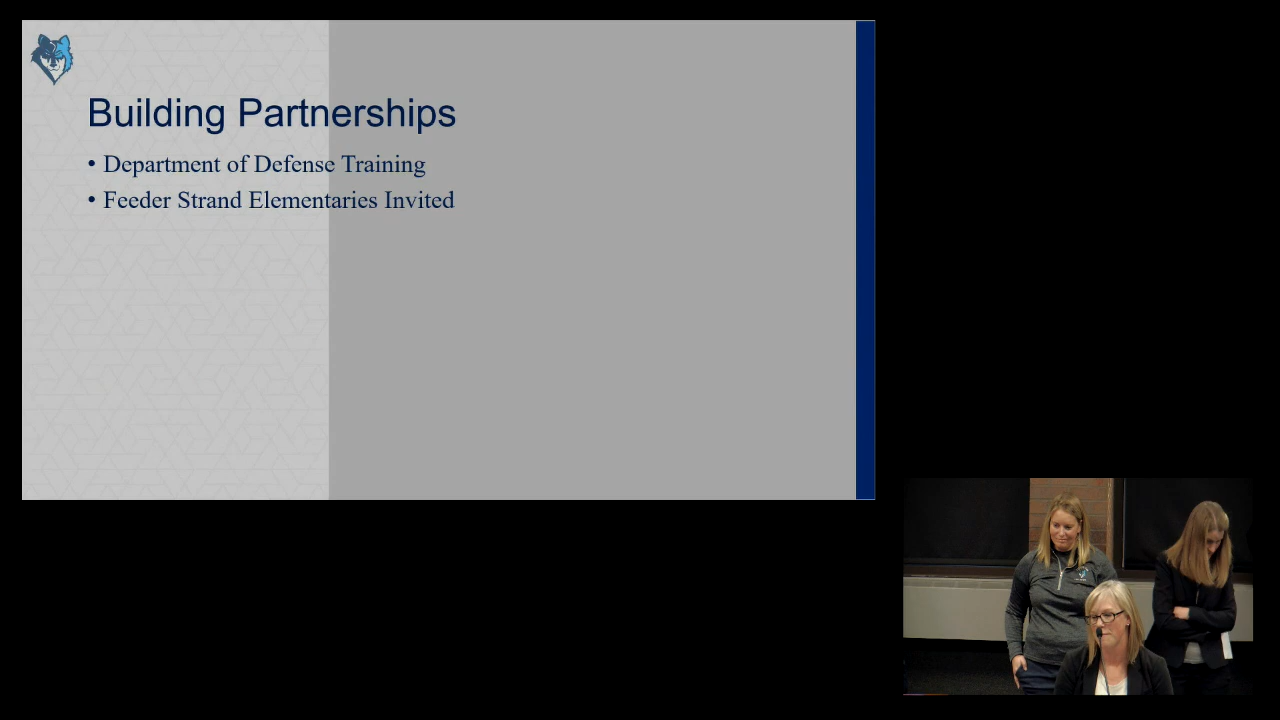 Building Partnerships
• Department of Defense Training
• Feeder Strand Elementaries Invited